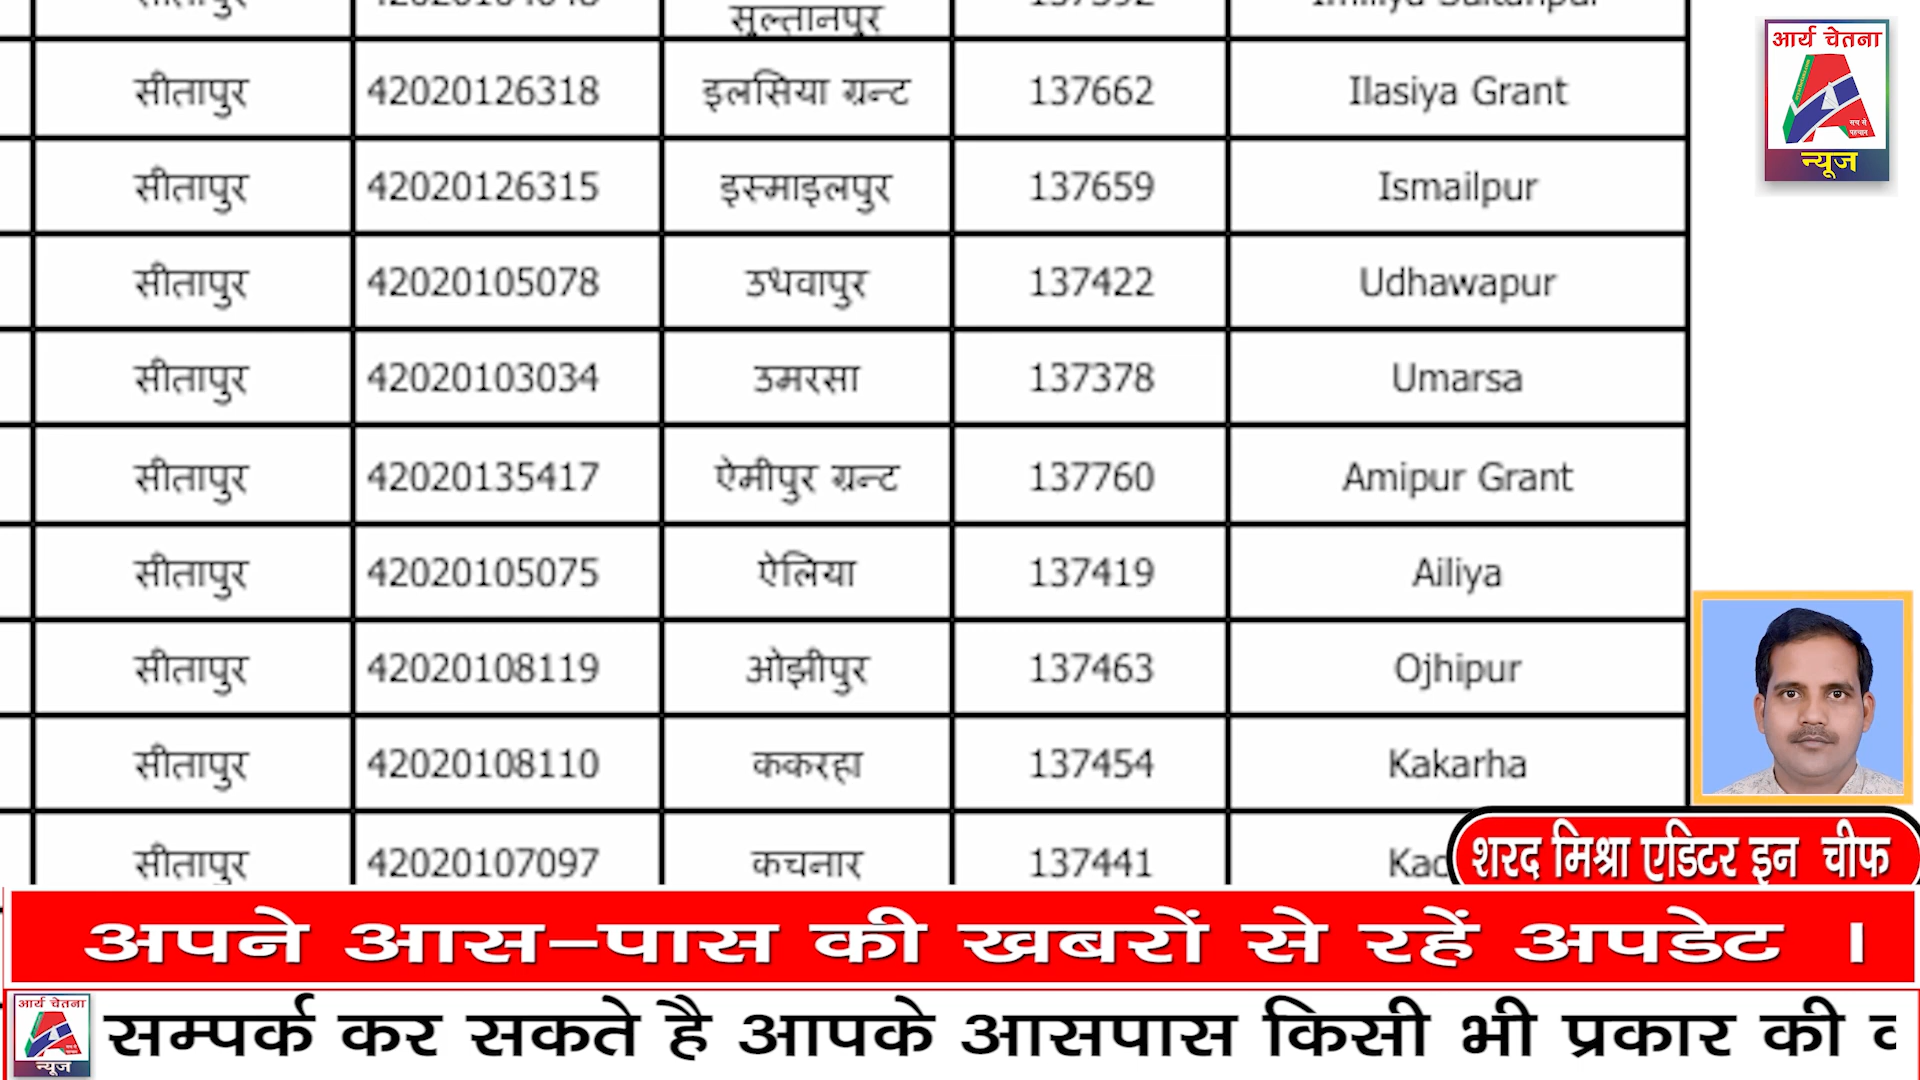 सुल्तानपुर
सीतापुर 42020126318 इलसिया ग्रन्ट 137662 Ilasiya Grant
सीतापुर 42020126315 इस्माइलपुर 137659 Ismailpur
सीतापुर 42020105078 उधवापुर 137422 Udhawapur
सीतापुर 42020103034 उमरसा 137378 Umarsa
सीतापुर 42020135417 ऐमीपुर ग्रन्ट 137760 Amipur Grant
सीतापुर 42020105075 ऐलिया 137419 Ailiya
सीतापुर 42020108119 ओझीपुर 137463 Ojhipur
सीतापुर 42020108110 ककरहा 137454 Kakarha
सीतापुर 42020107097 कचनार 137441
आर्य चेतना
न्यूज
शरद मिश्रा एडिटर इन चीफ
अपने आस-पास की खबरों से रहें अपडेट ।
आर्य चेतना
न्यूज
सम्पर्क कर सकते है आपके आसपास किसी भी प्रकार की